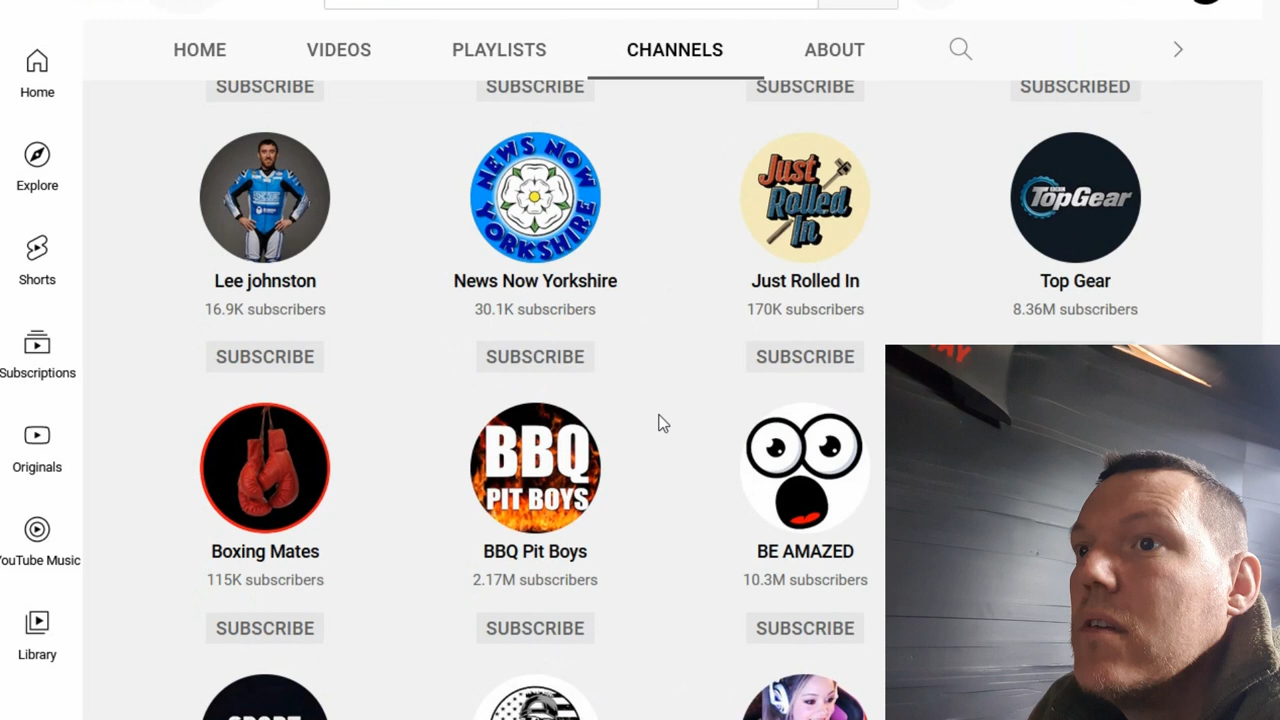 HOME VIDEOS PLAYLISTS CHANNELS ABOUT
Home
Explore
Shorts
Subscriptions
Originals
YouTube Music
Library
SUBSCRIBE SUBSCRIBE SUBSCRIBE SUBSCRIBED
NEWS NOW YORKSHIRE
Just Rolled In
BBC TopGear
Lee johnston News Now Yorkshire Just Rolled In Top Gear
16.9K subscribers 30.1K subscribers 170K subscribers 8.36M subscribers
SUBSCRIBE SUBSCRIBE SUBSCRIBE
BBQ
PIT BOYS
Boxing Mates BBQ Pit Boys BE AMAZED
115K subscribers 2.17M subscribers 10.3M subscribers
SUBSCRIBE SUBSCRIBE SUBSCRIBE
SPORT